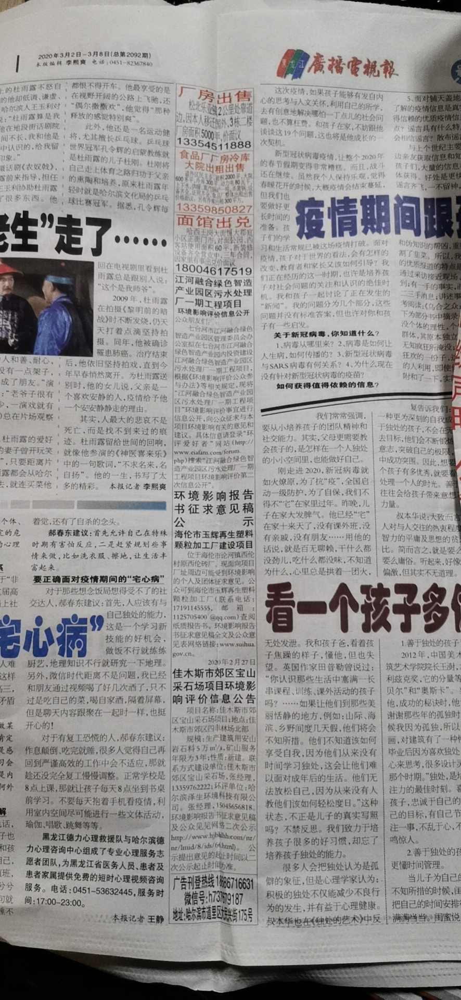 2020年3月2日-3月8日(总第2092期)
本版编辑 李熙爽 电话:0451-82367840
上的杜雨露不怒自
的他却低调、谦虚、
哈尔滨人王玉利对
说:“杜雨露算是我
他在地段街话剧院
间不长,我和他是
中认识的,给我留
印象。”
摄话剧《农奴戟》,
露前来指导,担任
王玉利协助杜雨露
了很多东西。他
都恨不得开车。他最享受的是
在视野开阔的公路上飞驰,还
“偶尔撒撒欢”,他觉得“那种
释放的感觉特别爽”。
此外,他还是一名运动健
将,尤其擅长乒乓球。乒乓球
世界冠军孔令辉的启蒙教练就
是杜雨露的儿子杜刚。杜刚将
自己走上体育之路归功于父亲
的熏陶和培养,原来杜雨露年
轻时就是哈尔滨文化局的乒乓
球比赛冠军。据悉,孔令辉每
老生”走了……
回在电视剧里看到杜
雨露总是跟别人说:
“这个是我师爷”。
2009年,杜雨露
在拍摄《黎明前的暗
战》时不断发烧,仍天
天打着点滴坚持拍
摄。同年,他被确诊
罹患肺癌。治疗结束
后,他依旧坚持拍戏,直到今
年早春悄然离开。为杜雨露送
别时,他的女儿说,父亲是一
个喜欢安静的人,疫情给予他
一个安安静静走的理由。
其实,人最大的悲哀不是
死亡,而是找不到来过的痕
迹。杜雨露留给世间的回响,
就像他参演的《神医喜来乐》
中的一句歌词,“不求名来,名
自扬”。他的一生,书写了太
多的精彩。 本报记者 李熙爽
人和善、耐心,
没有一点架子,
成了朋友。”演
:“老爷子很有
少,一演戏就有
总在片场观察
杜雨露的爱好
的妻子曾开玩笑
”,只要距离片
露都会从哈尔
去,就连买菜他
着觉,还有了自杀的念头。
郝春东建议:首先允许自己在特殊
时期有害怕反应,二是赶紧规划些事
情来做,比如洗衣服、擦地,让生活丰
富起来。
要正确面对疫情期间的“宅心病”
对于那些想念饭局想得受不了的社
交达人,郝春东建议:首先,人应该有与
宅心病”
自己独处的能力,
这是一个学习新
技能的好机会,
做饭不行就练练
厨艺,地理知识不行就研究一下地理。
另外,微信时代距离不是问题,我已经
和朋友通过视频喝了好几次酒了,只不
过是吃自己的菜,喝自家酒,隔着屏幕,
但是聊天内容跟聚在一起时一样,也挺
开心的!
对于有复工恐慌的人,郝春东建议:
作息颠倒、吃完就睡,很多人觉得自己再
回到严谨高效的工作中会不适应,那就
趁还没完全复工慢慢调整。正常学校是
8点上课,那就让孩子每天8点坐到书桌
前学习。不要每天抱着手机看疫情,利
用室内空间尽可能进行一些文体活动,
瑜伽、唱歌、跳舞等等。
黑龙江德力心理救援队与哈尔滨德
力心理咨询中心组成了专业心理服务志
愿者团队,为黑龙江省医务人员、患者及
患者家属提供免费的短时心理视频咨询
服务。电话:0451-53632445,服务时
间:17:00-23:00。
本报记者 王静
厂房出售
松北乐业镇2公里处靠道
边,因本人移迁国外,3栋二楼
厂房面积5000平,价面议
13354511888
食品厂厂房冷库
大院出租出售
13359850827
面馆出兑
哈西王岗大街恒大郡庭
小区正街门市,对面公园、西
客站使用面积60平,新装修
设备齐全营业中,三年合同,
因家里有事出兑价面议
18004617519
江河融合绿色智造
产业园区污水处理
厂一期工程项目
环境影响评价信息公开
公众朋友们:
七台河市江河融合绿色
智造产业园区管理委员会办
公室拟在七台河市江河融合
绿色智造产业园内投资建设
江河融合绿色智造产业园区
污水处理厂一期工程项目,
根据《环境影响评价公众参
与办法》等相关规定,现将
“江河融合绿色智造产业园
区污水处理厂一期工程项
目”环境影响评价事宜进行
信息公开,向公众征求与本
项目环境影响有关的意见和
建议。具体信息请登录“环
评爱好者”网站(http://
www.eiafans.com/forum.
php)搜索“江河融合绿色智
造产业园区污水处理厂一期
工程项目环境影响评价第二
次信息公开”。
环境影响报告
书征求意见稿
公示
海伦市玉辉再生塑料
颗粒加工厂建设项目
位于海伦市论河镇西伦
村原西伦砖厂。现面向项目
厂址周边可能受到环境影响
的个人及团体征求意见。公
众可到海伦市玉辉再生塑料
颗粒加工厂(联系电话:
17191145555,邮箱:
1125705400@qq.com)查阅
纸质报告书。环境影响报告
书征求意见稿全文及公众意
见表网络链接:www.suihua.
gov.cn。
2020年2月27日
佳木斯市郊区宝山
采石场项目环境影
响评价信息公告
项目名称:佳木斯市郊
区宝山采石场项目;地点:佳
木斯市郊区四丰林场北部
规模:生产建筑用安山
岩石料5万m³/a,矿山服务
年限为3年;性质:新建。联
系方式建设单位:佳木斯市
郊区宝山采石场,张经理,
13359762222;环评单位:哈
尔滨泽生环境科技有限公
司。张经理,15045656818。
环境影响报告书征求意见稿
及公众意见见网络二次公示
示提出意见的起止时间以二
次公示起止时间为准。
广告刊登热线
地址:哈尔滨市道里区大民兴街175号
黑龙江
廣播電視報
这次疫情,如果孩子能够有发自内
心的思考与人文关怀,利用自己的所学,
去有创意地解决哪怕一丁点儿的社会问
题,也不算枉费。和孩子在家,不妨跟他
谈谈这19个问题,这也将是他成长的一
次契机。
新型冠状病毒疫情,让整个2020年
的春节假期变得非常糟糕。而且,战斗
还在继续。虽然我个人保持乐观,觉得
春暖花开的时候,大概疫情会结束蔓延,
但我们也
要做好更
长时间的
准备。孩
子们的学
习和生活常规已被这场疫情打破。面对
疫情,孩子对于世界的看法,会有怎样的
改变,教育者和家长又该如何引导?我
们正在经历的这一时期,也许是培养孩
子对社会问题的关注和认识的绝佳时
机。我和孩子一起讨论了正在发生的
“新闻”。我的问题分为几个部分,这些
问题并没有标准答案,但也许对你和孩
子有一些启发。
关于新冠病毒,你知道什么?
1、病毒从哪里来?2、病毒是如何让
人生病,如何传播的?3、新型冠状病毒
与SARS病毒有何关系?4、为什么现在
没有针对新型冠状病毒的疫苗?
如何获得值得依赖的信息?
疫情期间跟孩
5、面对铺天盖地
了解的疫情信息是真
得信赖的优质疫情信
点?谣言具有什么特
会相信谣言?散布谣
与上个世纪主要
边亲友获取信息和知
孩子们,大量的信息
体获得。好处是更快
谣言齐飞,一不留神,
和伪知识的帮凶,重
割了韭菜。所以,我
的优质报道的特点是
通过采访接近现场、
到;有一手的事实,而
二三手消息;讲述事
考阅读:《乌合之众
下为部分书中摘录
没个体的理性,个
群体,其原本独立
无知疯狂所淹没;
狂欢的一份子,
的人利用,即使
附和了一下,实
我们常常强调,
要从小培养孩子的团队精神和
社交能力。其实,父母更需要教
会孩子的,是怎样在一个人独处
的小小空间里,也能做好自己。
刚走进2020,新冠病毒就
如火燎原,为了抗“疫”,全国启
动一级防护,为了自保,我们不
得不“宅”在家里过年。昨晚,儿
子在家大发脾气。他已经“宅”
在家十来天了,没有课外班,没
有亲戚,没有朋友……用他的
话说,就是百无聊赖,干什么都
没劲儿,吃什么都没味,不知道
为什么,心里总是拱着一团火,
看一个孩子多优
无处发泄。我和孩子爸,看着孩
子焦躁的样子,懂他,但也失
望。英国作家田普勒曾说过:
“你认识那些生活中塞满一长
串课程、训练、课外活动的孩子
吗?……如果让他们到那些美
丽恬静的地方,例如:山际、海
滨、乡野间度几天假,他们将会
不知所措。他们不知道该如何
享受自我,因为他们从来没有
时间学习独处,这会让他们难
以面对成年后的生活。他们无
法放松自己,因为从来没有人
教他们该如何轻松度日。”这种
状态,不正是儿子的真实写照
吗?不禁反思。我们致力于培
养孩子很多的好习惯,却忘了
培养孩子独处的能力。
很多人会把独处认为是孤
僻的象征,但是心理学家认为:
积极的独处不仅能减少不良行
为的发生,并有益于心理健康。
叔本华也在《独处的艺术》中反
复告诉我们:
一种更为深刻的自我成
于独处的孩子,不会在无
去目标,他们会不断锻炼
意志,突破自己的极限,
中成功突围。因此,想要
个孩子有多优秀,就要看
处理一个人的时光。善于
往往会给孩子带来意想不
力量。
叔本华说:大致而言
人对与人交往的热衷程度
智力的平庸及思想的贫
比。简而言之,就是要么
要么庸俗。听起来,好像
偏激,但其实不无道理。
1.善于独处的孩子
2012年,中国美术
筑艺术学院院长王澍,
利兹克奖,它的分量等
贝尔”和“奥斯卡”。
他,成功的秘诀时,他
谢谢那些年的孤独时
候我因为孤独,所以
画,对建筑有了一种
毕业后因为喜欢独处
心来思考,很多设计灵
那个时期。”独处,是
注力的最佳时刻。喜
孩子,忠诚于自己的
己的目标,有自己节
注一事,不乱于心,不
鸣惊人。
2.善于独处的孩
更懂时间管理。
当儿子为自己的
不知所措的时候,闺
把自己的时间安排得
满满当当。闺蜜说